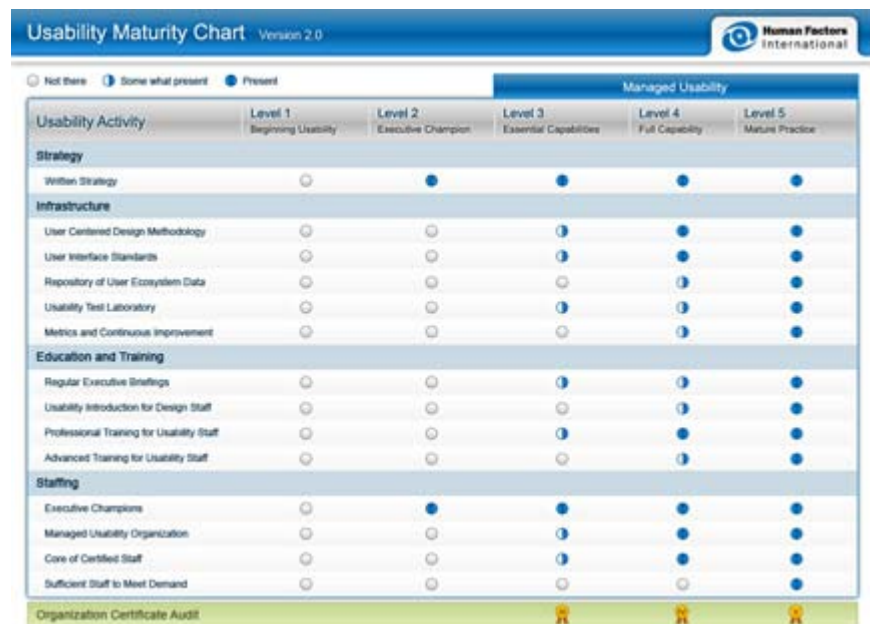 Usability Maturity Chart Version 2.0
Human Factors
International
Not there Some what present Present
Managed Usability
Usability Activity Level 1 Level 2 Level 3 Level 4 Level 5
Beginning Usability Executive Champion Essential Capabilities Full Capability Mature Practice
Strategy
Written Strategy
Infrastructure
User Centered Design Methodology
User Interface Standards
Repository of User Ecosystem Data
Usability Test Laboratory
Metrics and Continuous Improvement
Education and Training
Regular Executive Briefings
Usability Introduction for Design Staff
Professional Training for Usability Staff
Advanced Training for Usability Staff
Staffing
Executive Champions
Managed Usability Organization
Core of Certified Staff
Sufficient Staff to Meet Demand
Organization Certificate Audit